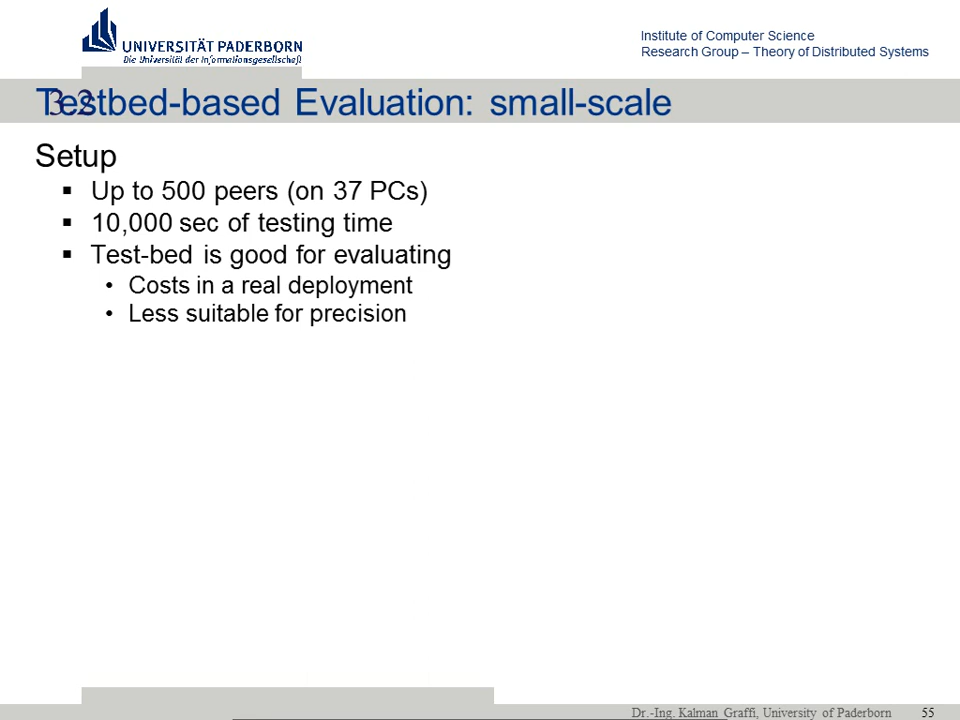 UNIVERSITÄT PADERBORN
Die Universität der Informationsgesellschaft
Institute of Computer Science
Research Group – Theory of Distributed Systems
3.2
Testbed-based Evaluation: small-scale
Setup
▪ Up to 500 peers (on 37 PCs)
▪ 10,000 sec of testing time
▪ Test-bed is good for evaluating
• Costs in a real deployment
• Less suitable for precision
Dr.-Ing. Kalman Graffi, University of Paderborn 55